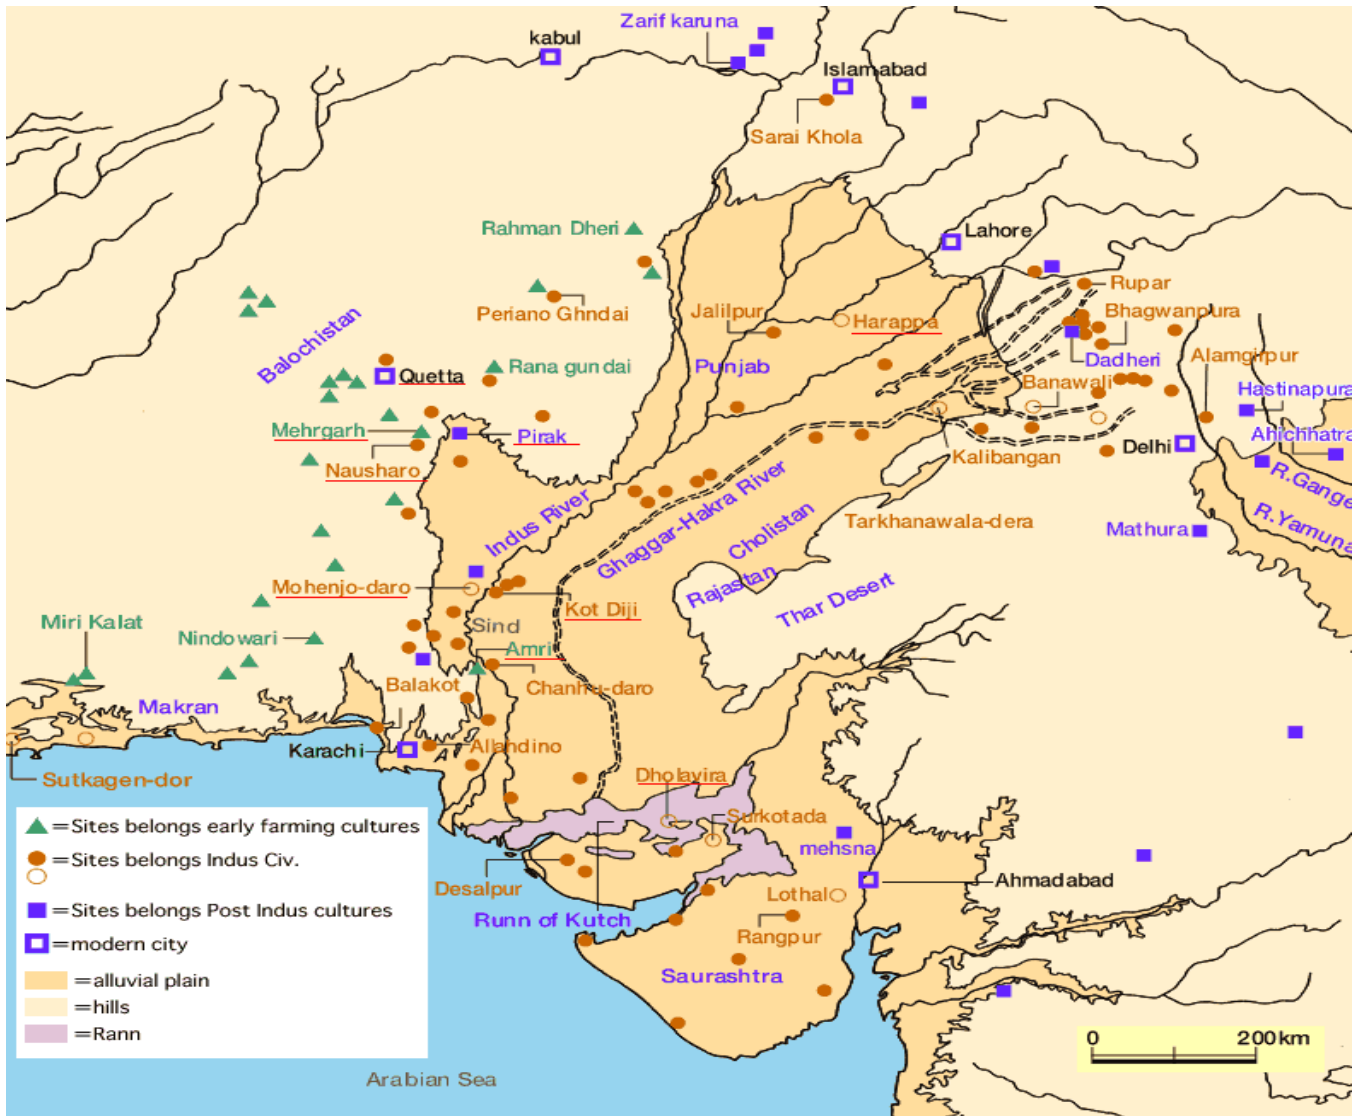 Zarif karuna
kabul
Islamabad
Sarai Khola
Rahman Dheri
Lahore
Periano Ghndai
Jalilpur
Harappa
Rupar
Bhagwanpura
Balochistan
Quetta
Rana gundai
Punjab
Dadheri
Alamgirpur
Banawali
Hastinapura
Mehrgarh
Pirak
Nausharo
Kalibangan
Delhi
Ahichhatra
R.Gange
R.Yamuna
Indus River
Ghaggar-Hakra River
Cholistan
Tarkhanawala-dera
Mathura
Mohenjo-daro
Kot Diji
Rajastan
Thar Desert
Miri Kalat
Nindowari
Sind
Amri
Makran
Balakot
Chanhu-daro
Karachi
Allahdino
Sutkagen-dor
Dholavira
Surkotada
mehsna
Desalpur
Runn of Kutch
Lothal
Ahmadabad
Rangpur
Saurashtra
=Sites belongs early farming cultures
=Sites belongs Indus Civ.
=Sites belongs Post Indus cultures
=modern city
=alluvial plain
=hills
=Rann
Arabian Sea
0 200km